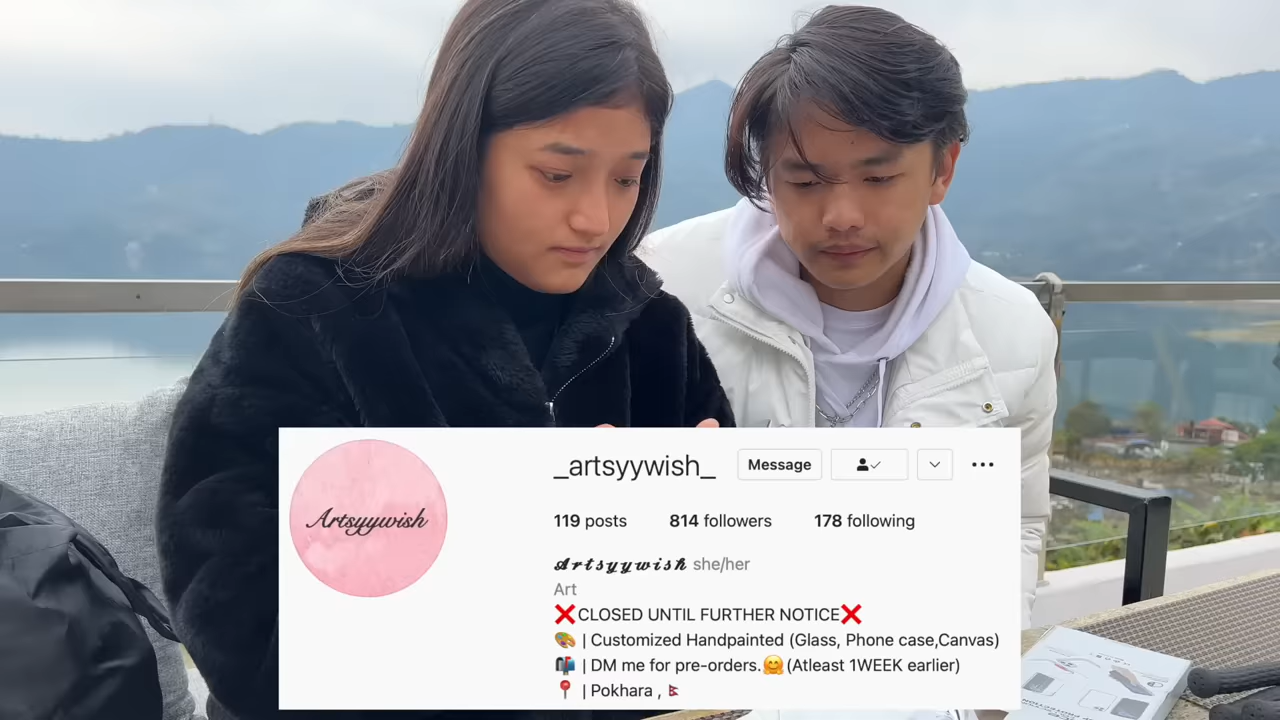 Artsyywish
_artsyywish_
Message
119 posts 814 followers 178 following
𝓐𝓻𝓽𝓼𝔂𝔂𝔀𝓲𝓼𝓱 she/her
Art
❌CLOSED UNTIL FURTHER NOTICE❌
🎨 | Customized Handpainted (Glass, Phone case,Canvas)
📬 | DM me for pre-orders.🤗(Atleast 1WEEK earlier)
📍 | Pokhara , 🇳🇵